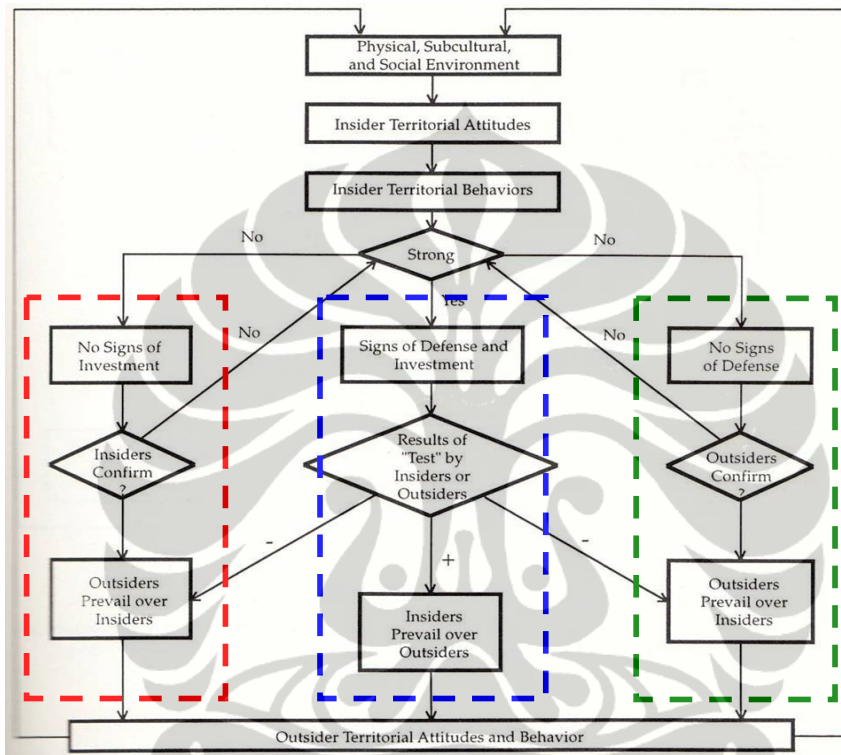 Physical, Subcultural,
and Social Environment
Insider Territorial Attitudes
Insider Territorial Behaviors
No
Strong
No
Yes
No Signs of
Investment
No
Signs of Defense and
Investment
No
No Signs
of Defense
Insiders
Confirm
?
Results of
"Test" by
Insiders or
Outsiders
Outsiders
Confirm
?
-
+
-
Outsiders
Prevail over
Insiders
Insiders
Prevail over
Outsiders
Outsiders
Prevail over
Insiders
Outsider Territorial Attitudes and Behavior